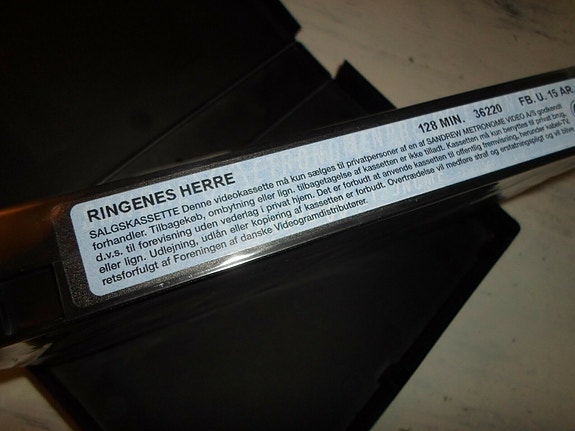 RINGENES HERRE 128 MIN. 36220 FB. U. 15 ÅR.
SALGSKASSETTE Denne videokassette må kun sælges til privatpersoner af en af SANDREW METRONOME VIDEO A/S godkendt
forhandler. Tilbagekøb, ombytning eller lign. tilbagetagelse af kassetten er ikke tilladt. Kassetten må kun benyttes til privat brug,
d.v.s. til forevisning uden vederlag i privat hjem. Det er forbudt at anvende kassetten til offentlig fremvisning, herunder kabel-TV,
eller lign. Udlejning, udlån eller kopiering af kassetten er forbudt. Overtrædelse vil medføre straf og erstatningspligt og vil blive
retsforfulgt af Foreningen af danske Videogramdistributører.